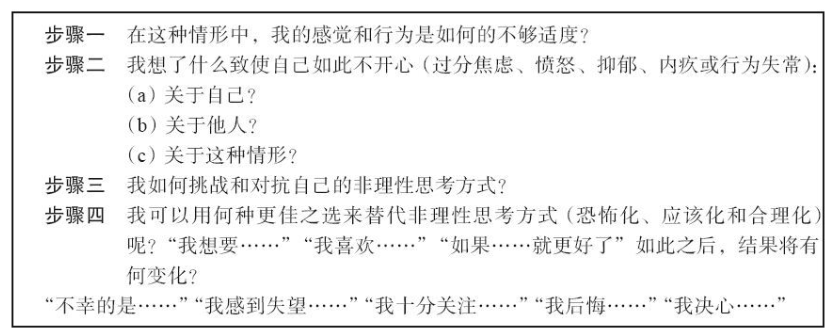 步骤一 在这种情形中，我的感觉和行为是如何的不够适度？
步骤二 我想了什么致使自己如此不开心（过分焦虑、愤怒、抑郁、内疚或行为失常）：
（a）关于自己？
（b）关于他人？
（c）关于这种情形？
步骤三 我如何挑战和对抗自己的非理性思考方式？
步骤四 我可以用何种更佳之选来替代非理性思考方式（恐怖化、应该化和合理化）
呢？“我想要……”“我喜欢……”“如果……就更好了”如此之后，结果将有
何变化？
“不幸的是……”“我感到失望……”“我十分关注……”“我后悔……”“我决心……”